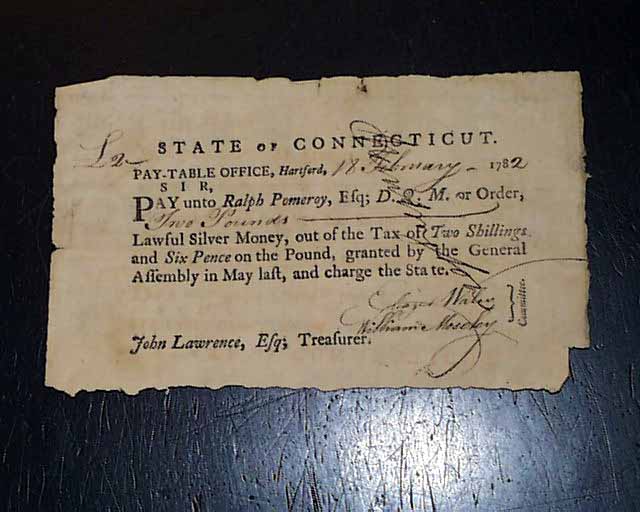 STATE OF CONNECTICUT.
£2-
PAY-TABLE OFFICE, Hartford, 18 February - 1782
SIR,
PAY unto Ralph Pomeroy, Esq; D. Q. M. or Order,
Two Pounds
Lawful Silver Money, out of the Tax of Two Shillings
and Six Pence on the Pound, granted by the General
Assembly in May last, and charge the State.
Wales
William Moseley
Committee.
John Lawrence, Esq; Treasurer.